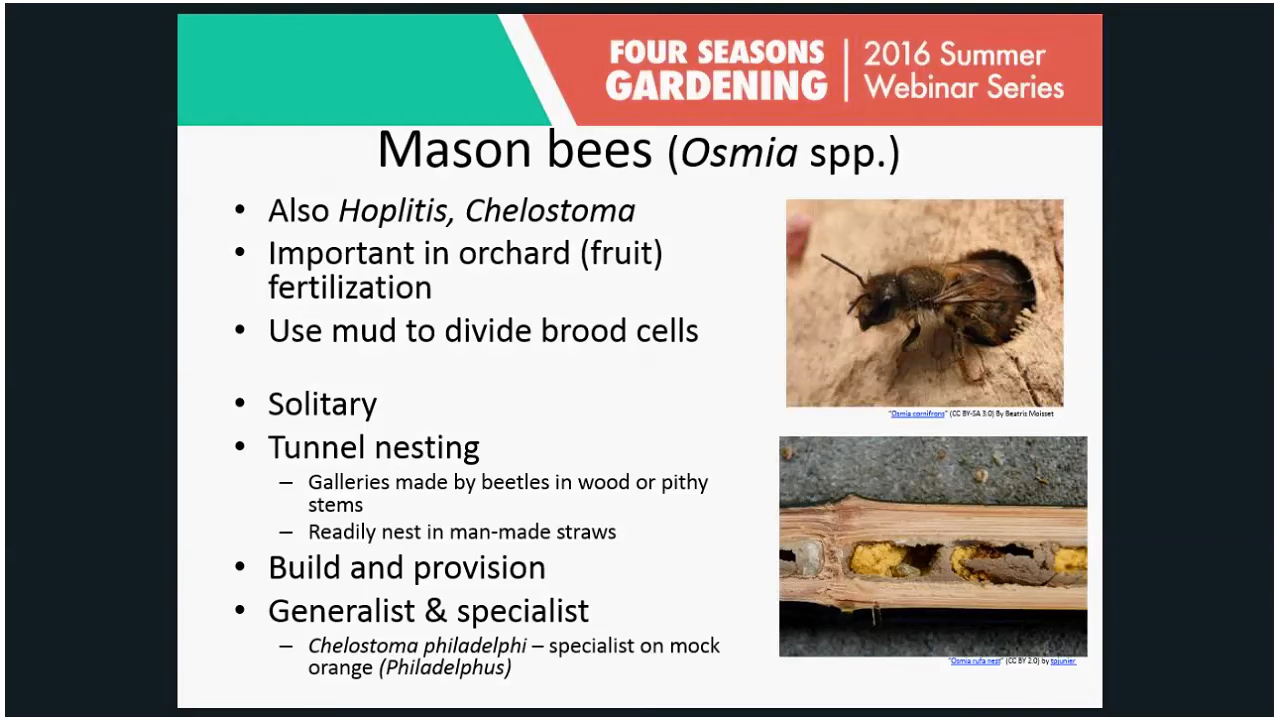 FOUR SEASONS
GARDENING
2016 Summer
Webinar Series
Mason bees (Osmia spp.)
• Also Hoplitis, Chelostoma
• Important in orchard (fruit)
fertilization
• Use mud to divide brood cells
• Solitary
• Tunnel nesting
– Galleries made by beetles in wood or pithy
stems
– Readily nest in man-made straws
• Build and provision
• Generalist & specialist
– Chelostoma philadelphi – specialist on mock
orange (Philadelphus)
"Osmia cornifrons" (CC BY-SA 3.0) By Beatriz Moisset
"Osmia rufa nest" (CC BY 2.0) by tpjunier